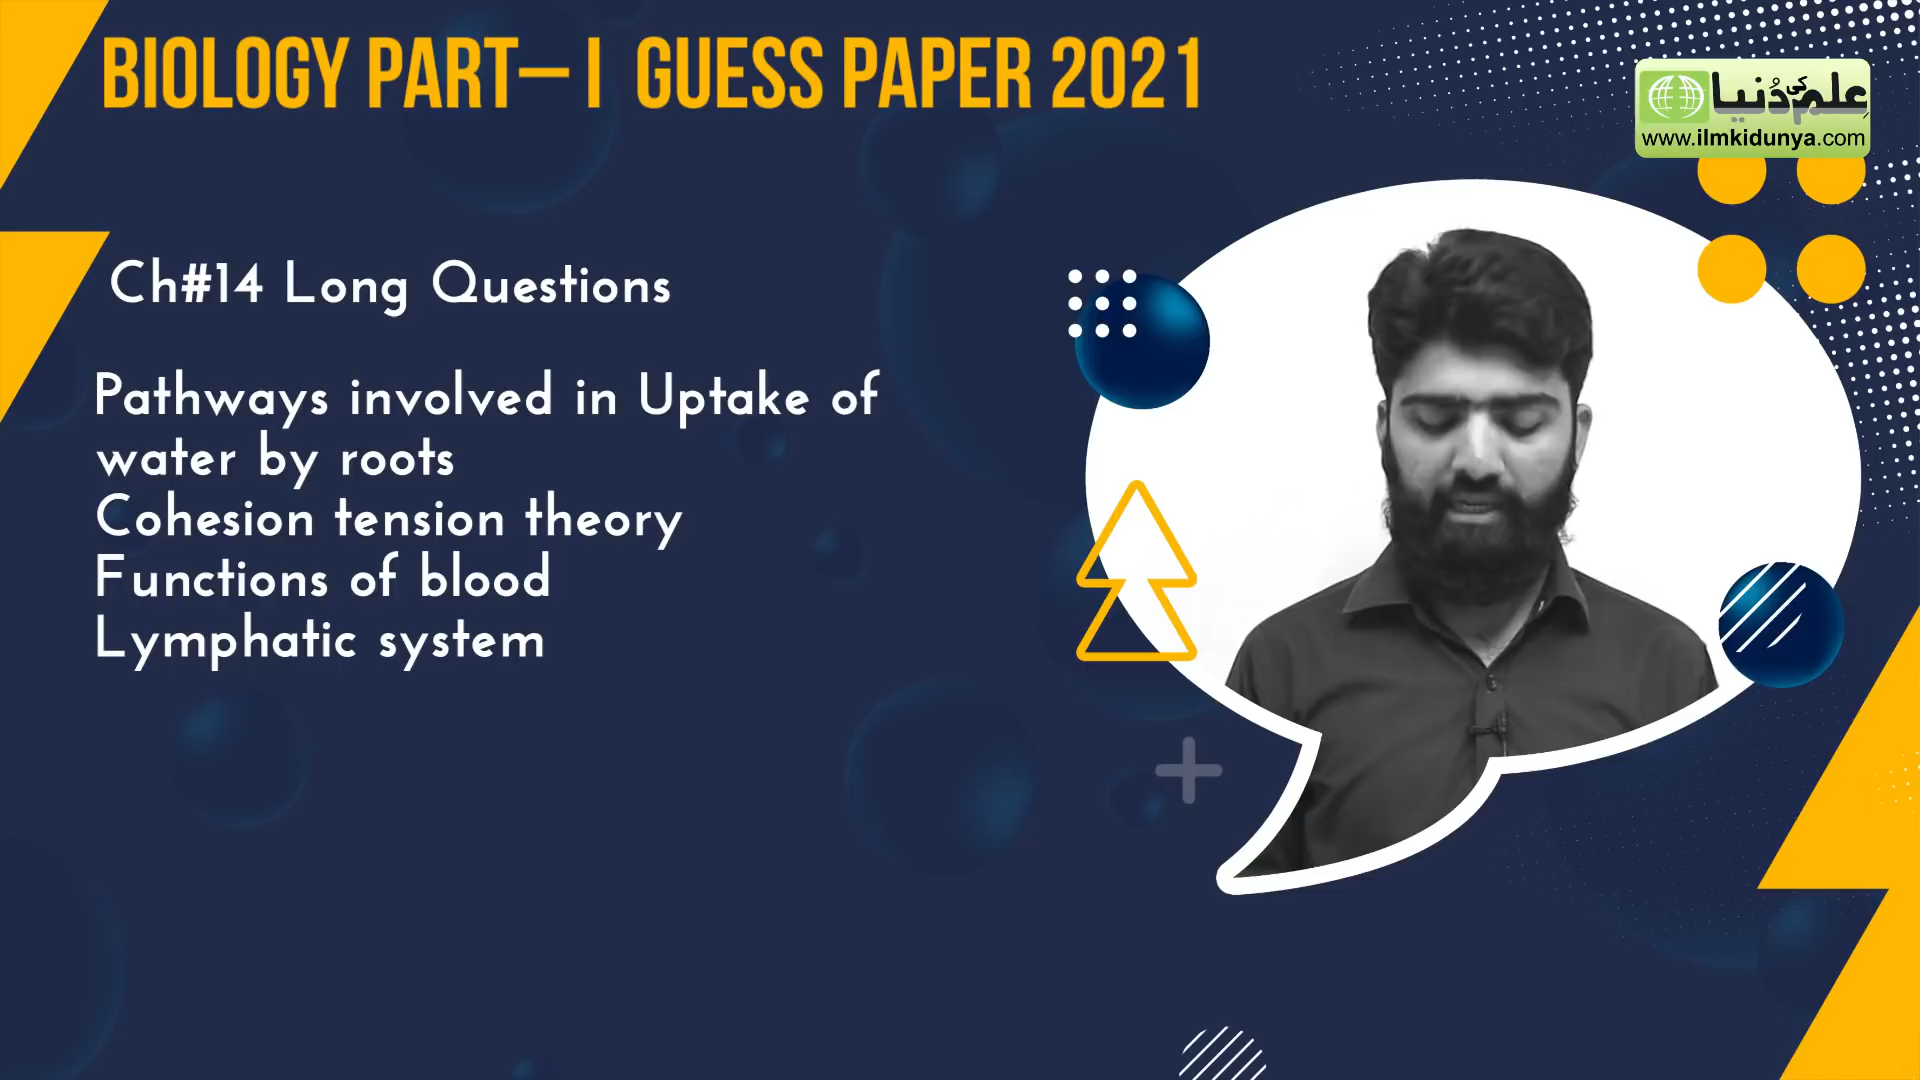 BIOLOGY PART– I GUESS PAPER 2021
علم کی دُنیا
www.ilmkidunya.com
Ch#14 Long Questions
Pathways involved in Uptake of
water by roots
Cohesion tension theory
Functions of blood
Lymphatic system